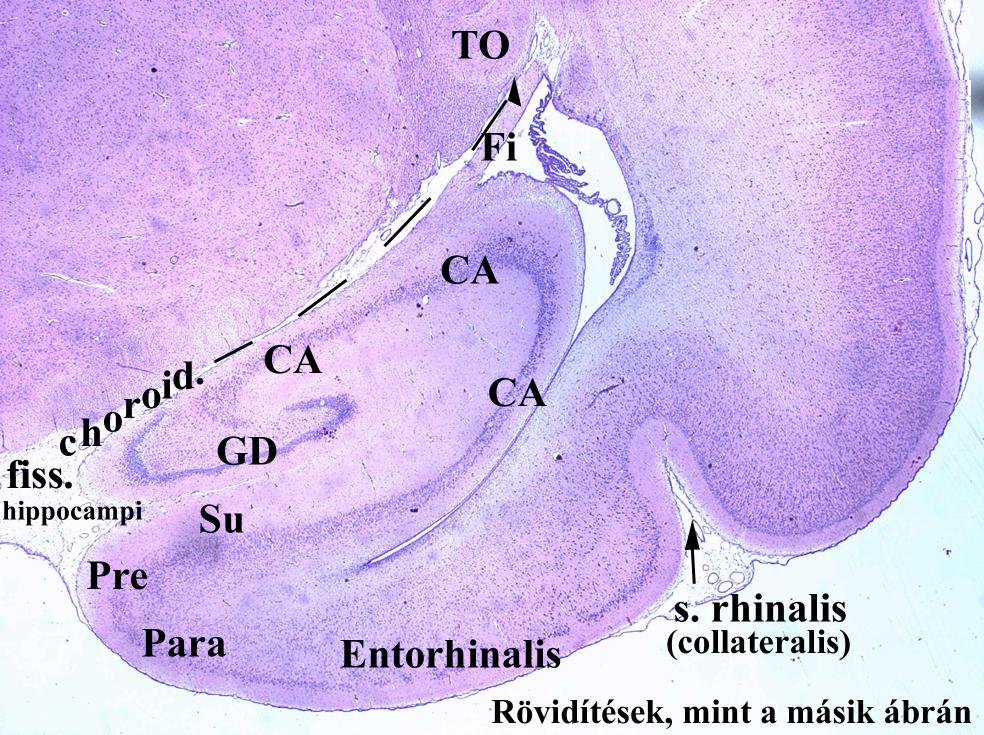 TO
Fi
CA
CA
CA
choroid.
GD
fiss.
hippocampi
Su
Pre
s. rhinalis
(collateralis)
Para
Entorhinalis
Rövidítések, mint a másik ábrán